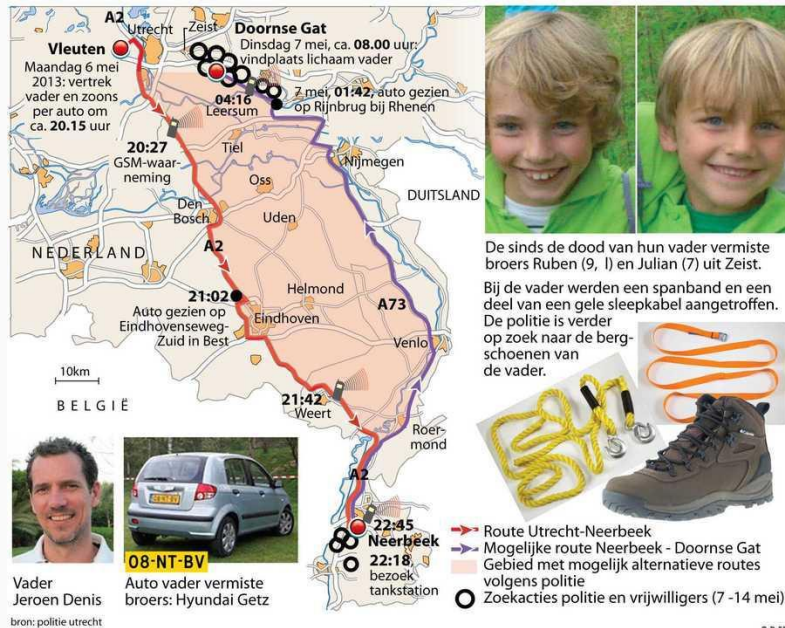 A2
Utrecht
Zeist
Vleuten
Maandag 6 mei
2013: vertrek
vader en zoons
per auto om
ca. 20.15 uur
Doornse Gat
Dinsdag 7 mei, ca. 08.00 uur:
vindplaats lichaam vader
04:16
Leersum
7 mei, 01:42, auto gezien
op Rijnbrug bij Rhenen
20:27
GSM-waar-
neming
Tiel
Nijmegen
Oss
DUITSLAND
Den
Bosch
Uden
NEDERLAND
A2
21:02
Auto gezien op
Eindhovenseweg-
Zuid in Best
Helmond
Eindhoven
A73
Venlo
10km
BELGIË
21:42
Weert
Roer-
mond
A2
22:45
Neerbeek
22:18,
bezoek
tankstation
De sinds de dood van hun vader vermiste
broers Ruben (9, l) en Julian (7) uit Zeist.
Bij de vader werden een spanband en een
deel van een gele sleepkabel aangetroffen.
De politie is verder
op zoek naar de berg-
schoenen van
de vader.
Route Utrecht-Neerbeek
Mogelijke route Neerbeek - Doornse Gat
Gebied met mogelijk alternatieve routes
volgens politie
Zoekacties politie en vrijwilligers (7 -14 mei)
Vader
Jeroen Denis
08-NT-BV
Auto vader vermiste
broers: Hyundai Getz
bron: politie utrecht